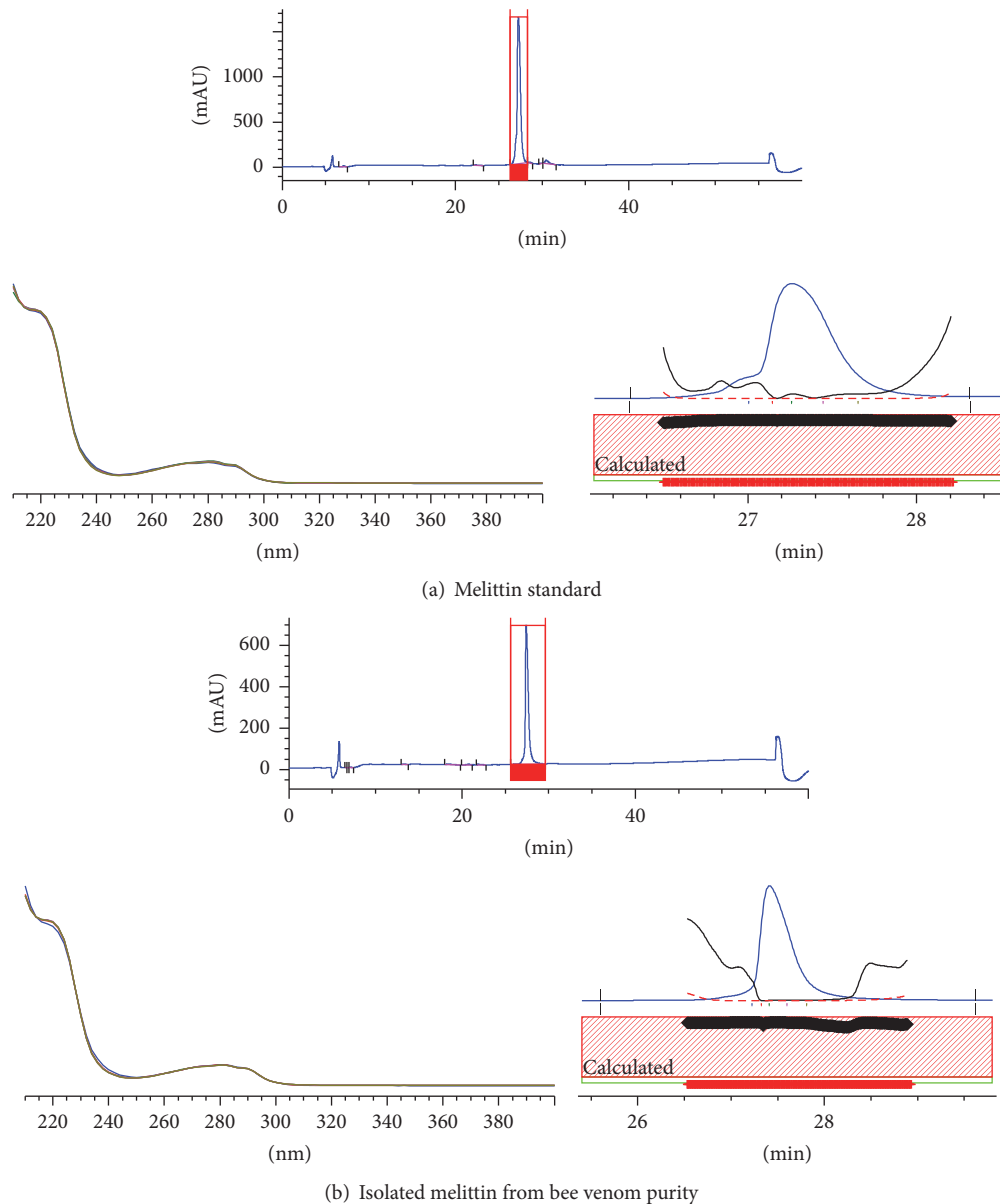 (mAU)
1000
500
0
0 20 40
(min)
220 240 260 280 300 320 340 360 380
(nm)
Calculated
27 28
(min)
(a) Melittin standard
(mAU)
600
400
200
0
0 20 40
(min)
220 240 260 280 300 320 340 360 380
(nm)
Calculated
26 28
(min)
(b) Isolated melittin from bee venom purity